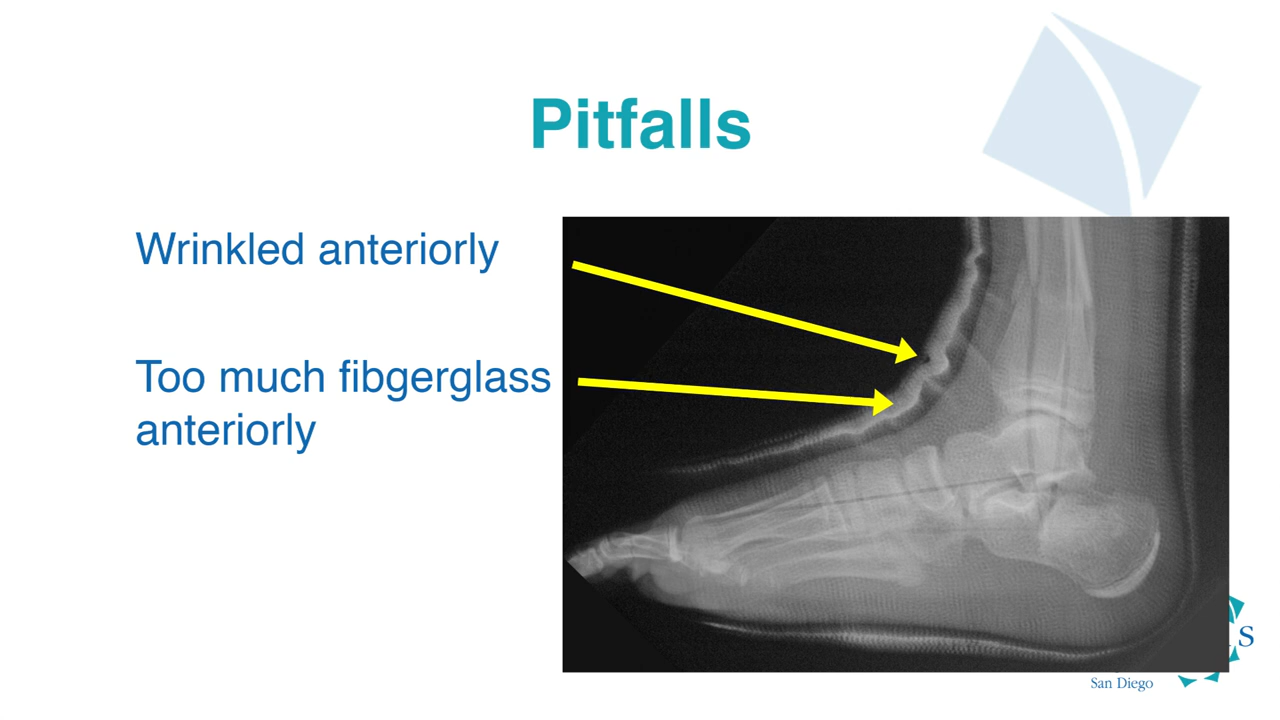 Pitfalls
Wrinkled anteriorly
Too much fibgerglass
anteriorly
S
San Diego